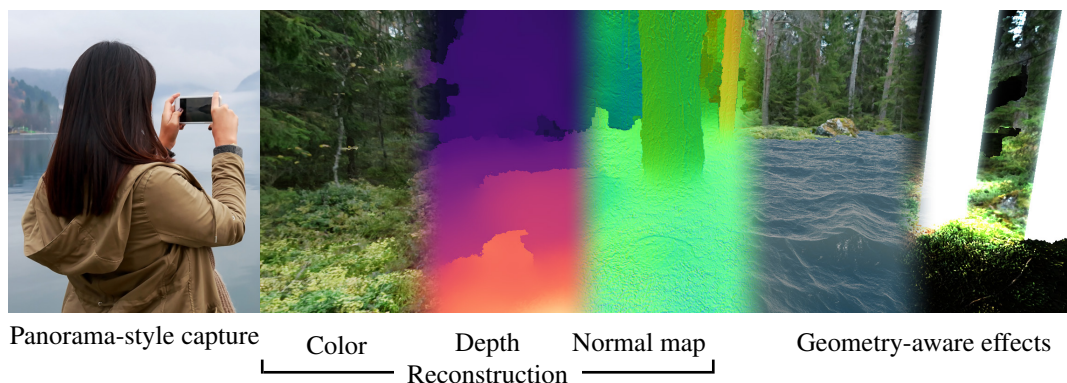 Panorama-style capture
Color
Depth
Normal map
Geometry-aware effects
Reconstruction